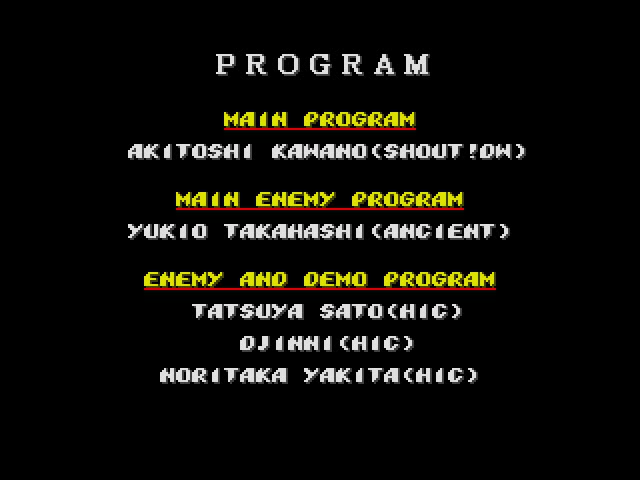 PROGRAM
MAIN PROGRAM
AKITOSHI KAWANO(SHOUT!DW)
MAIN ENEMY PROGRAM
YUKIO TAKAHASHI(ANCIENT)
ENEMY AND DEMO PROGRAM
TATSUYA SATO(HIC)
DJINNI(HIC)
NORITAKA YAKITA(HIC)